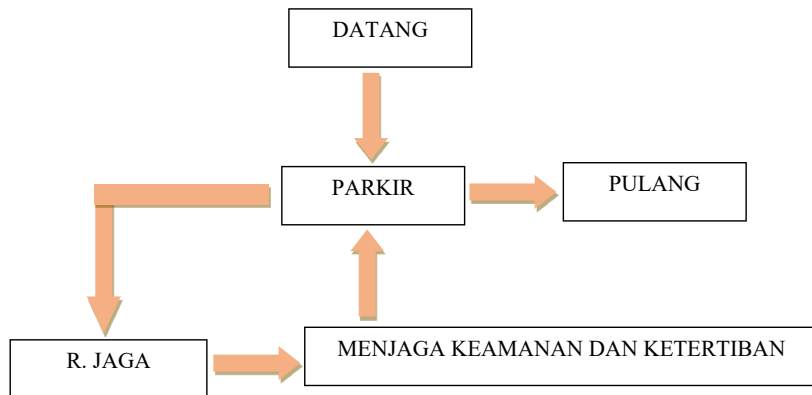 DATANG
PARKIR
PULANG
R. JAGA
MENJAGA KEAMANAN DAN KETERTIBAN